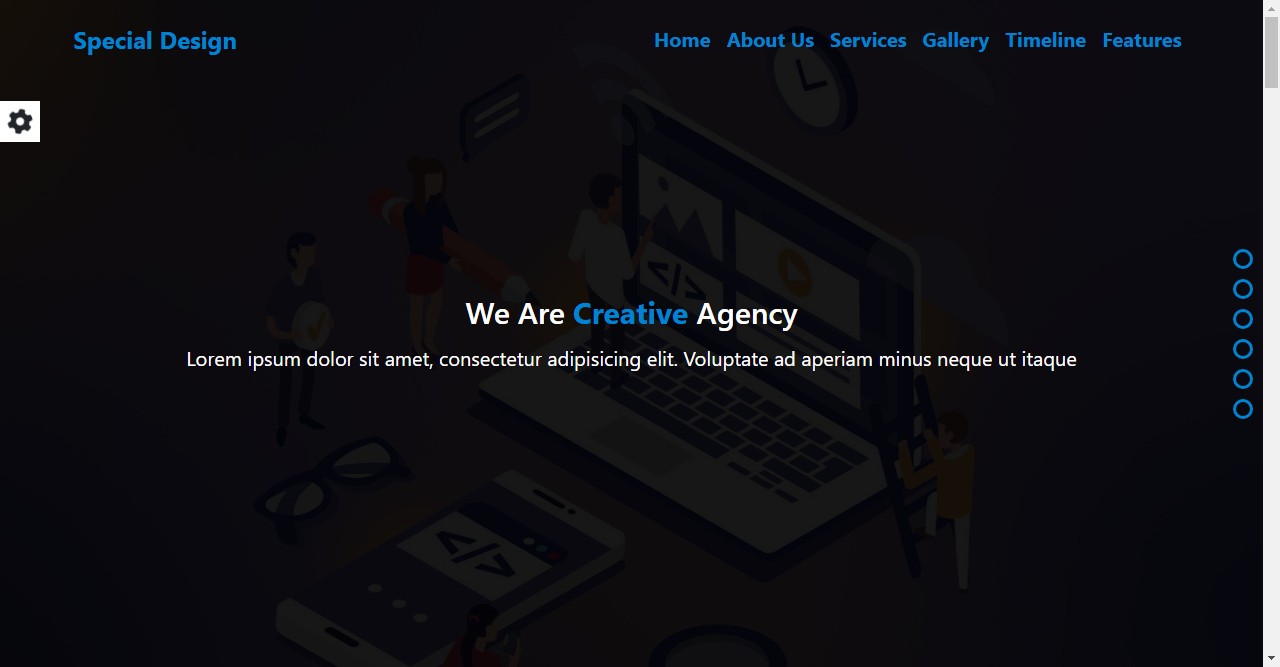 Special Design
Home About Us Services Gallery Timeline Features
We Are Creative Agency
Lorem ipsum dolor sit amet, consectetur adipisicing elit. Voluptate ad aperiam minus neque ut itaque
</>
</>